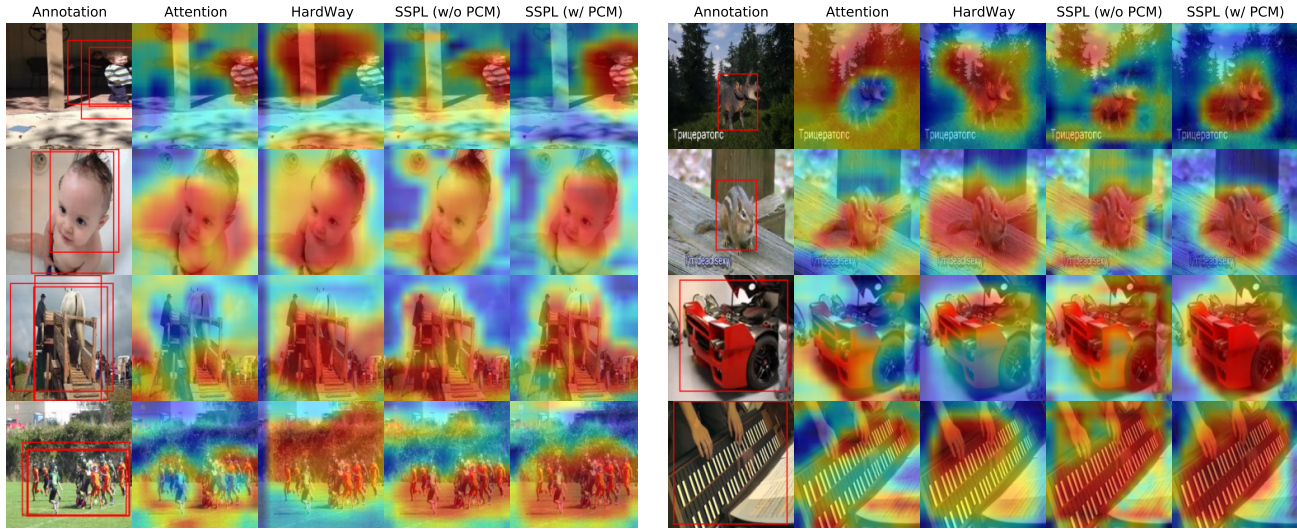 Annotation Attention HardWay SSPL (w/o PCM) SSPL (w/ PCM)
Annotation Attention HardWay SSPL (w/o PCM) SSPL (w/ PCM)
Трицератопс Трицератопс Трицератопс Трицератопс Трицератопс